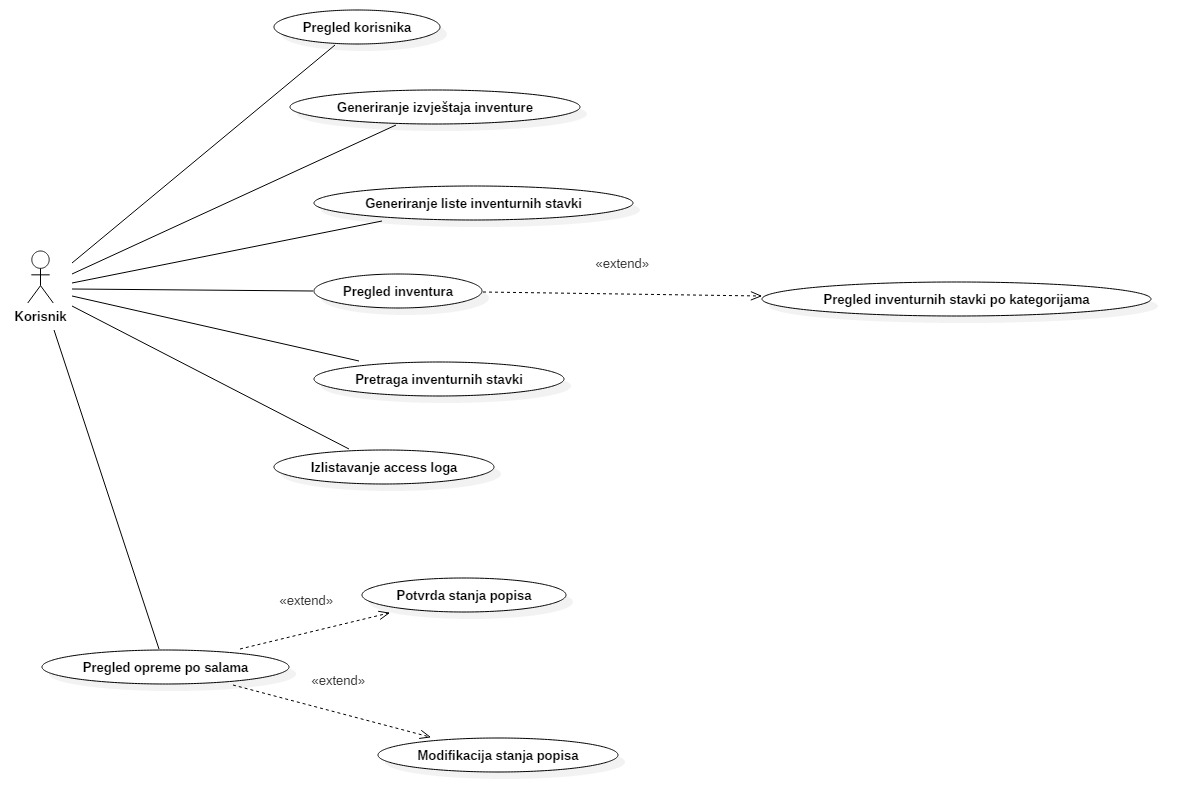 Pregled korisnika
Generiranje izvještaja inventure
Generiranje liste inventurnih stavki
«extend»
Pregled inventura
Pregled inventurnih stavki po kategorijama
Korisnik
Pretraga inventurnih stavki
Izlistavanje access loga
Potvrda stanja popisa
«extend»
Pregled opreme po salama
«extend»
Modifikacija stanja popisa